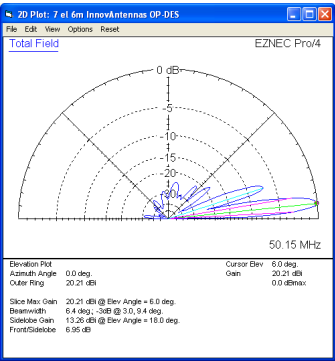 2D Plot: 7 el 6m InnovAntennas OP-DES
File Edit View Options Reset
Total Field
EZNEC Pro/4
0 dB
-5
-10
-15
-20
-30
50.15 MHz
Elevation Plot
Cursor Elev 6.0 deg.
Azimuth Angle 0.0 deg.
Gain 20.21 dBi
Outer Ring 20.21 dBi
0.0 dBmax
Slice Max Gain 20.21 dBi @ Elev Angle = 6.0 deg.
Beamwidth 6.4 deg.; -3dB @ 3.0, 9.4 deg.
Sidelobe Gain 13.26 dBi @ Elev Angle = 18.0 deg.
Front/Sidelobe 6.95 dB